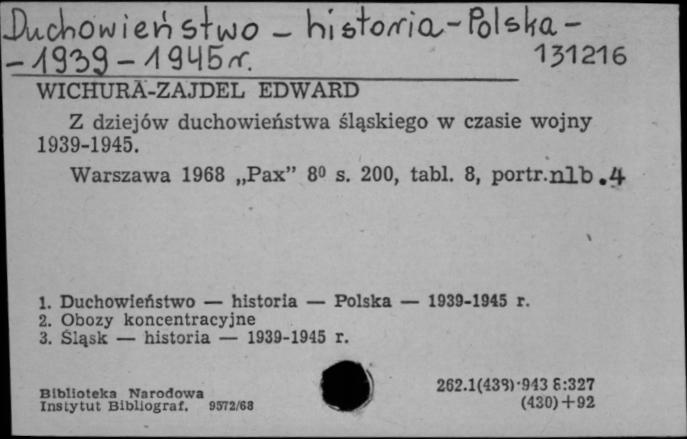 Duchowieństwo - historia - Polska -
- 1939 - 1945 r.
131216
WICHURA-ZAJDEL EDWARD
Z dziejów duchowieństwa śląskiego w czasie wojny
1939-1945.
Warszawa 1968 „Pax” 8⁰ s. 200, tabl. 8, portr. nlb. 4
1. Duchowieństwo — historia — Polska — 1939-1945 r.
2. Obozy koncentracyjne
3. Śląsk — historia — 1939-1945 r.
Biblioteka Narodowa
Instytut Bibliograf. 9572/68
262.1(438)·943 8:327
(430)+92